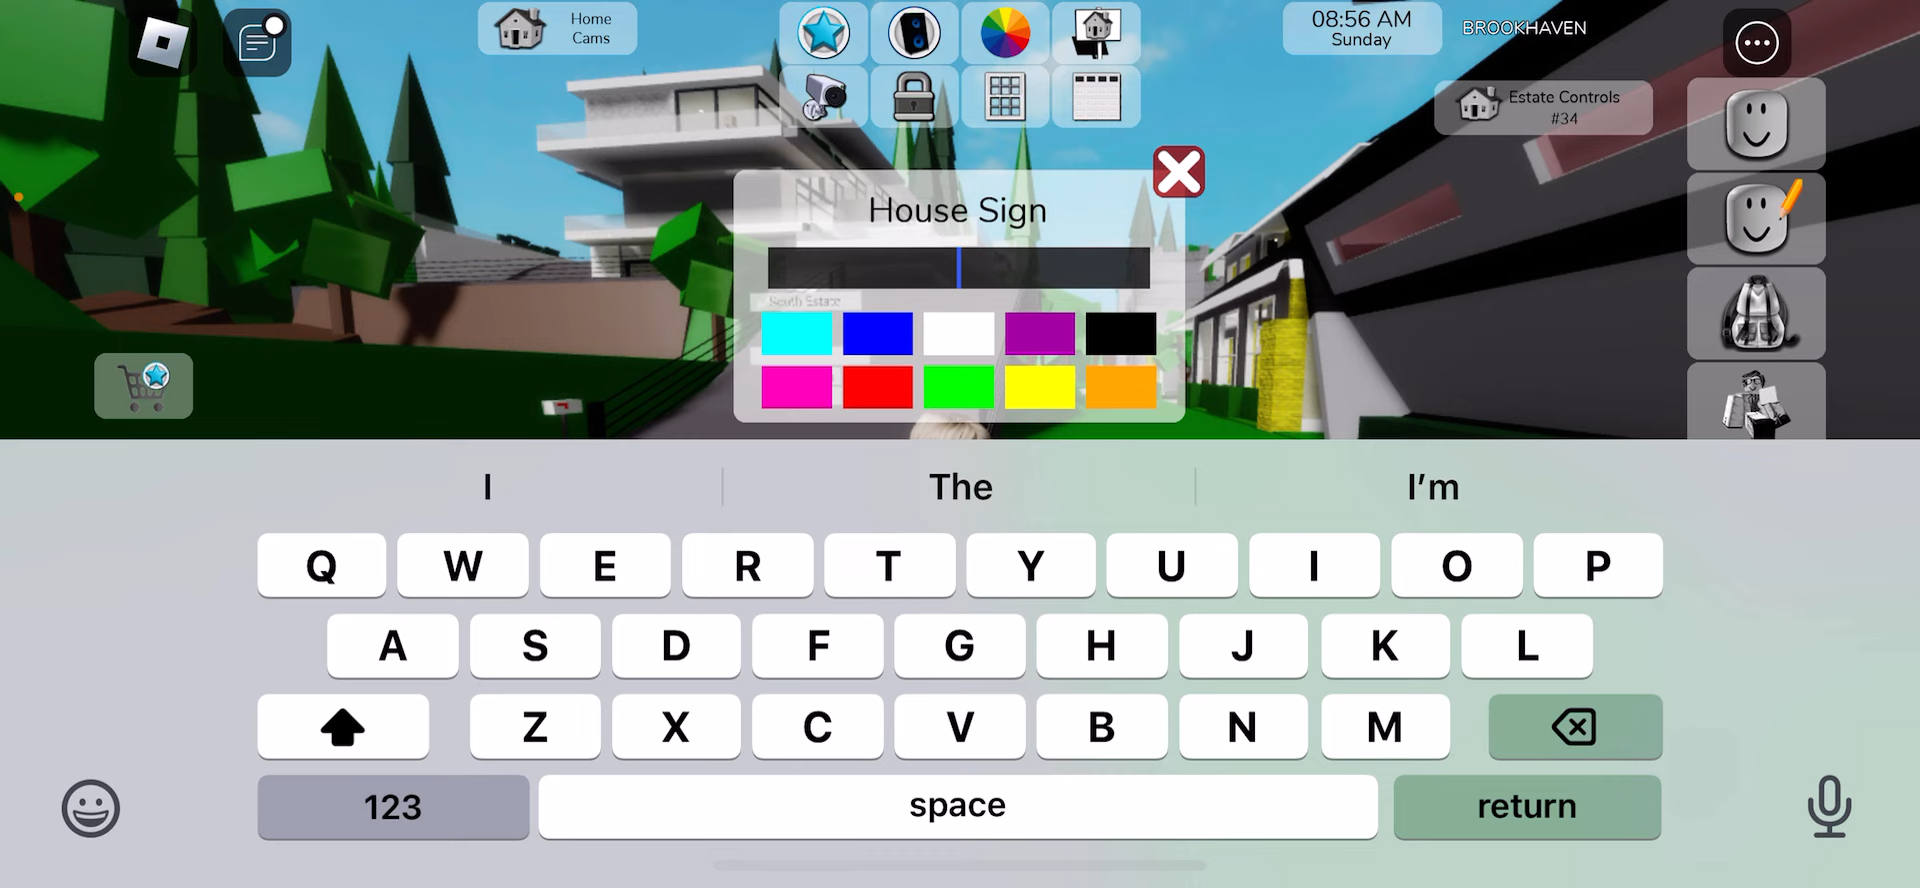 Home
Cams
08:56 AM
Sunday
BROOKHAVEN
Estate Controls
#34
House Sign
South Estate
I
The
I’m
Q W E R T Y U I O P
A S D F G H J K L
Z X C V B N M
123
space
return